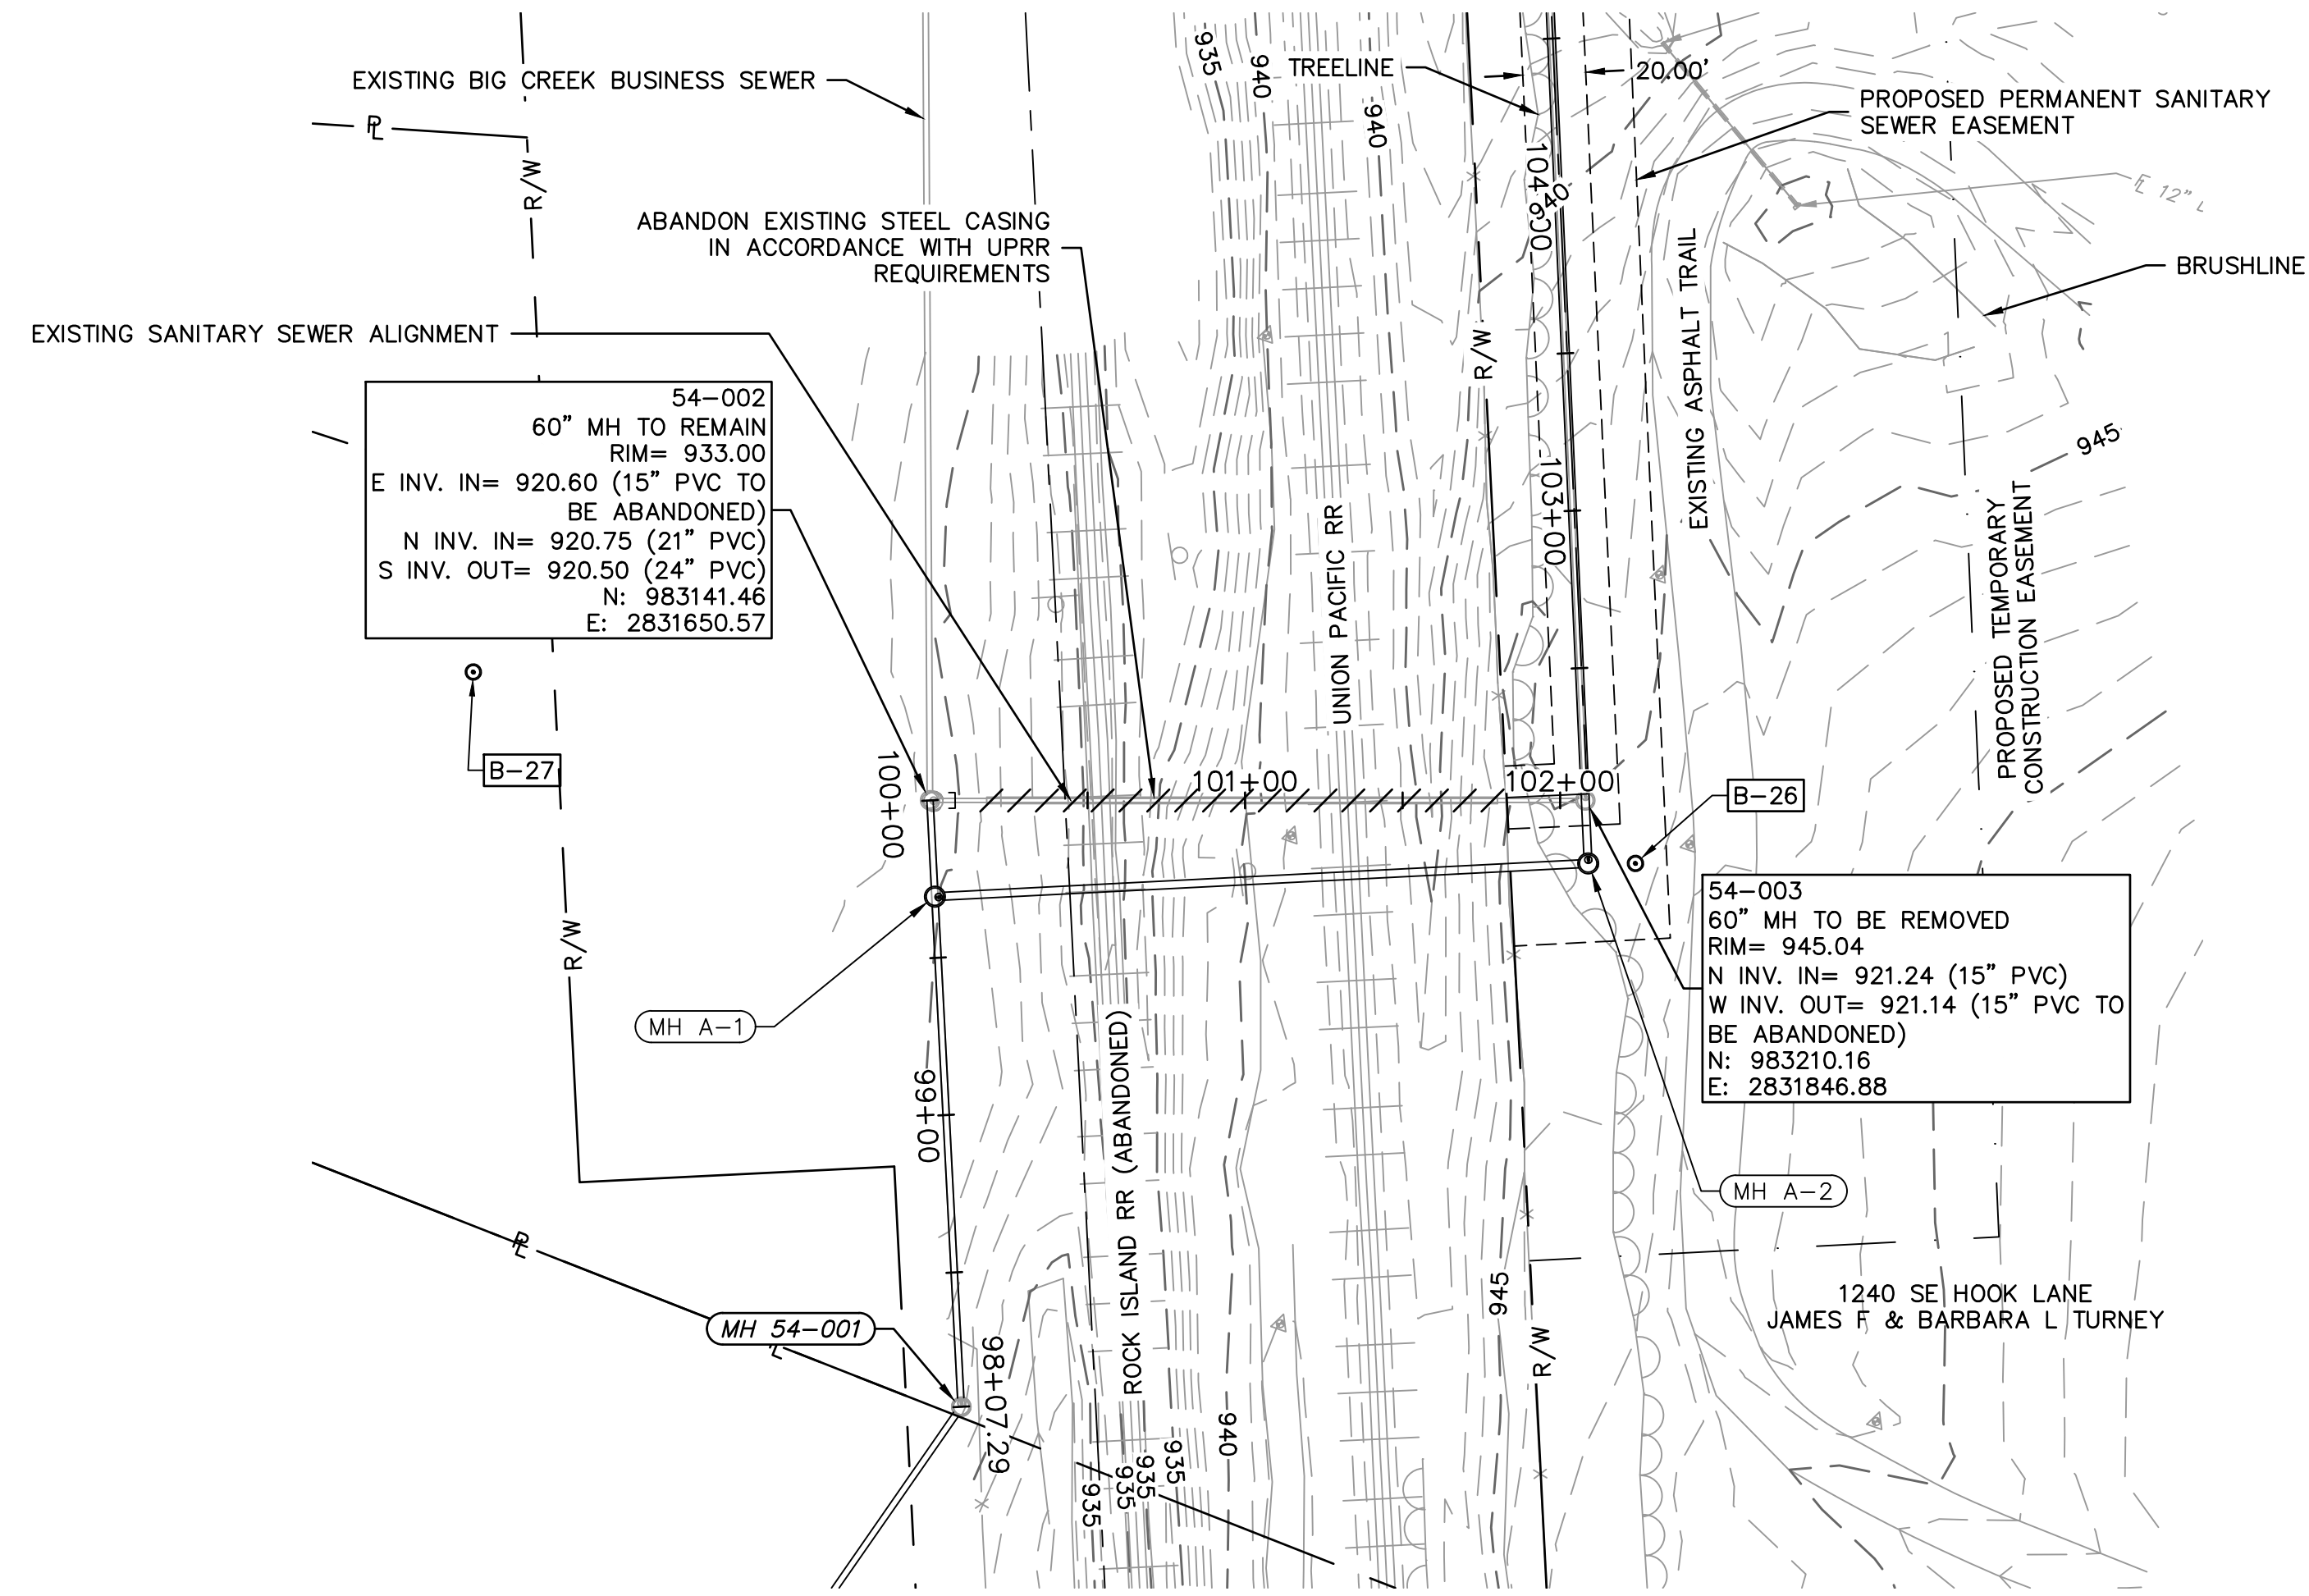 EXISTING BIG CREEK BUSINESS SEWER
TREELINE
20.00'
PROPOSED PERMANENT SANITARY
SEWER EASEMENT
935
940
940
PL
R/W
104+00
940
ABANDON EXISTING STEEL CASING
IN ACCORDANCE WITH UPRR
REQUIREMENTS
BRUSHLINE
EXISTING SANITARY SEWER ALIGNMENT
R/W
EXISTING ASPHALT TRAIL
54-002
60" MH TO REMAIN
RIM= 933.00
E INV. IN= 920.60 (15" PVC TO
BE ABANDONED)
N INV. IN= 920.75 (21" PVC)
S INV. OUT= 920.50 (24" PVC)
N: 983141.46
E: 2831650.57
945
103+00
UNION PACIFIC RR
PROPOSED TEMPORARY
CONSTRUCTION EASEMENT
B-27
100+00
101+00
102+00
B-26
R/W
54-003
60" MH TO BE REMOVED
RIM= 945.04
N INV. IN= 921.24 (15" PVC)
W INV. OUT= 921.14 (15" PVC TO
BE ABANDONED)
N: 983210.16
E: 2831846.88
MH A-1
99+00
ROCK ISLAND RR (ABANDONED)
MH A-2
PL
945
1240 SE HOOK LANE
JAMES F & BARBARA L TURNEY
MH 54-001
R/W
98+07.29
940
935
935
935
935